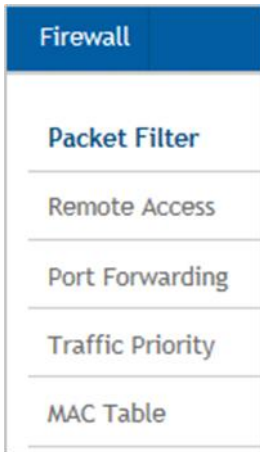 Firewall
Packet Filter
Remote Access
Port Forwarding
Traffic Priority
MAC Table